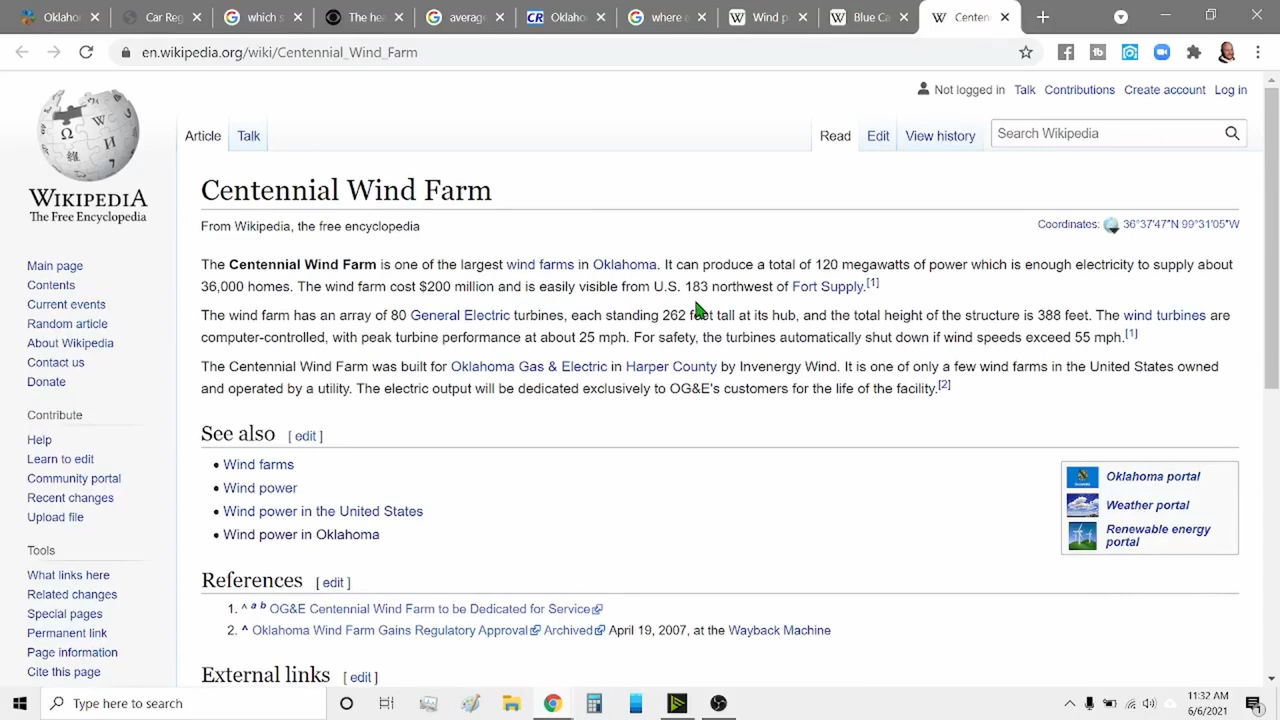 Oklahom
Car Reg
which s
The hea
average
Oklaho
where a
Wind p
Blue Ca
Centen
en.wikipedia.org/wiki/Centennial_Wind_Farm
Not logged in Talk Contributions Create account Log in
Article Talk Read Edit View history Search Wikipedia
WIKIPEDIA
The Free Encyclopedia
Main page
Contents
Current events
Random article
About Wikipedia
Contact us
Donate
Contribute
Help
Learn to edit
Community portal
Recent changes
Upload file
Tools
What links here
Related changes
Special pages
Permanent link
Page information
Cite this page
Centennial Wind Farm
From Wikipedia, the free encyclopedia
Coordinates: 36°37′47″N 99°31′05″W
The Centennial Wind Farm is one of the largest wind farms in Oklahoma. It can produce a total of 120 megawatts of power which is enough electricity to supply about
36,000 homes. The wind farm cost $200 million and is easily visible from U.S. 183 northwest of Fort Supply.[1]
The wind farm has an array of 80 General Electric turbines, each standing 262 feet tall at its hub, and the total height of the structure is 388 feet. The wind turbines are
computer-controlled, with peak turbine performance at about 25 mph. For safety, the turbines automatically shut down if wind speeds exceed 55 mph.[1]
The Centennial Wind Farm was built for Oklahoma Gas & Electric in Harper County by Invenergy Wind. It is one of only a few wind farms in the United States owned
and operated by a utility. The electric output will be dedicated exclusively to OG&E's customers for the life of the facility.[2]
See also [ edit ]
• Wind farms
• Wind power
• Wind power in the United States
• Wind power in Oklahoma
Oklahoma portal
Weather portal
Renewable energy
portal
References [ edit ]
1. ^ a b OG&E Centennial Wind Farm to be Dedicated for Service
2. ^ Oklahoma Wind Farm Gains Regulatory Approval Archived April 19, 2007, at the Wayback Machine
External links [ edit ]
Type here to search
11:32 AM
6/6/2021